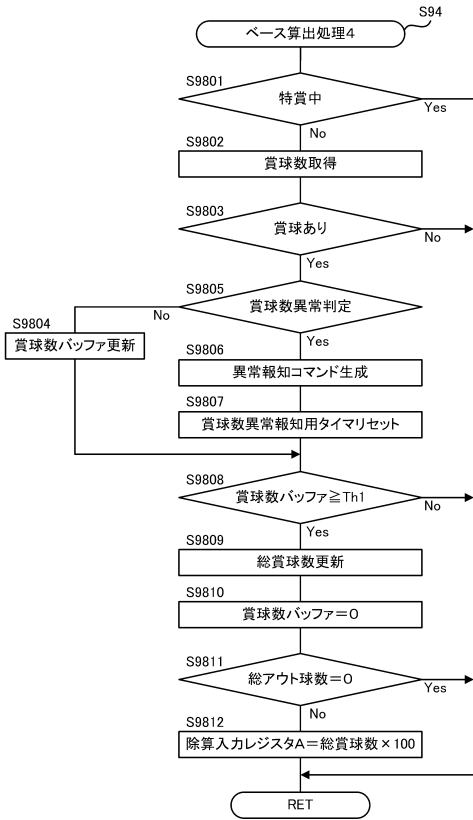 S94
ベース算出処理4
S9801
特賞中
Yes
No
S9802
賞球数取得
S9803
賞球あり
No
Yes
S9805
賞球数異常判定
No
Yes
S9804
賞球数バッファ更新
S9806
異常報知コマンド生成
S9807
賞球数異常報知用タイマリセット
S9808
賞球数バッファ≧Th1
No
Yes
S9809
総賞球数更新
S9810
賞球数バッファ=0
S9811
総アウト球数=0
Yes
No
S9812
除算入力レジスタA=総賞球数×100
RET